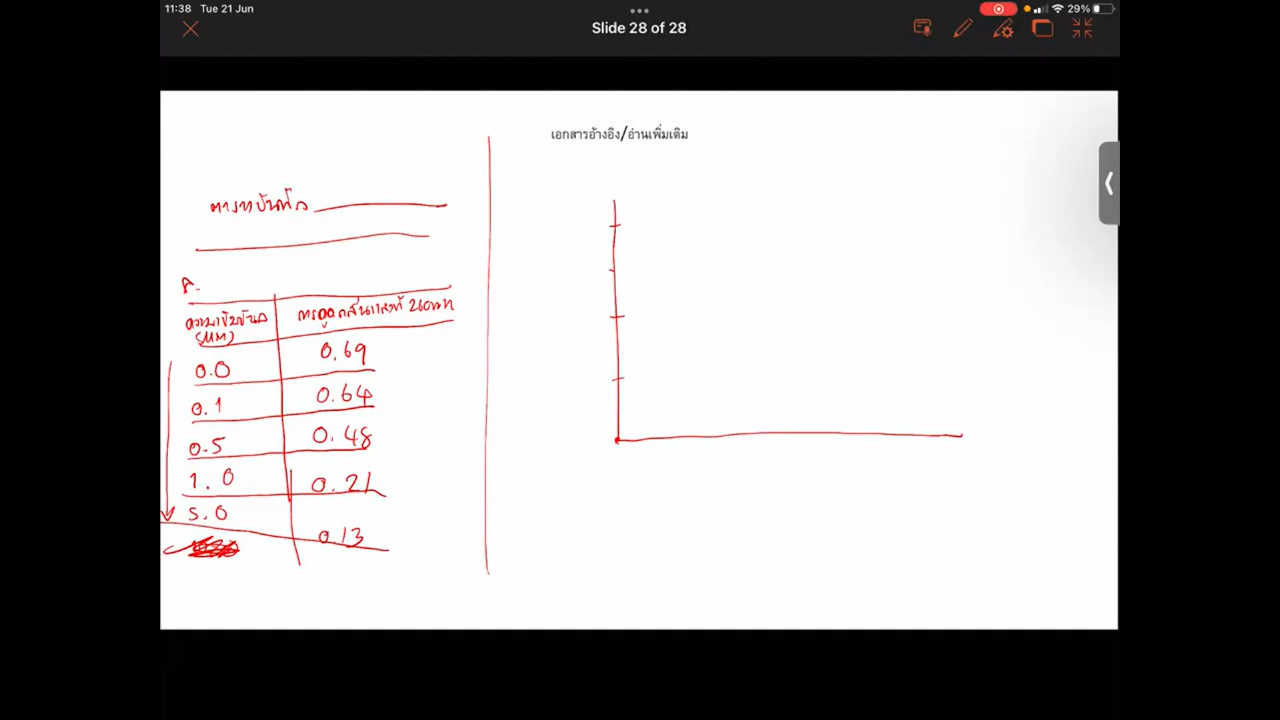 11:38 Tue 21 Jun
29%
Slide 28 of 28
เอกสารอ้างอิง/อ่านเพิ่มเติม
ตารางบันทึก
A.
ความเข้มข้น
การดูดกลืนแสงที่ 260 nm
0.0 0.69
0.1 0.64
0.5 0.48
1.0 0.21
5.0 0.13